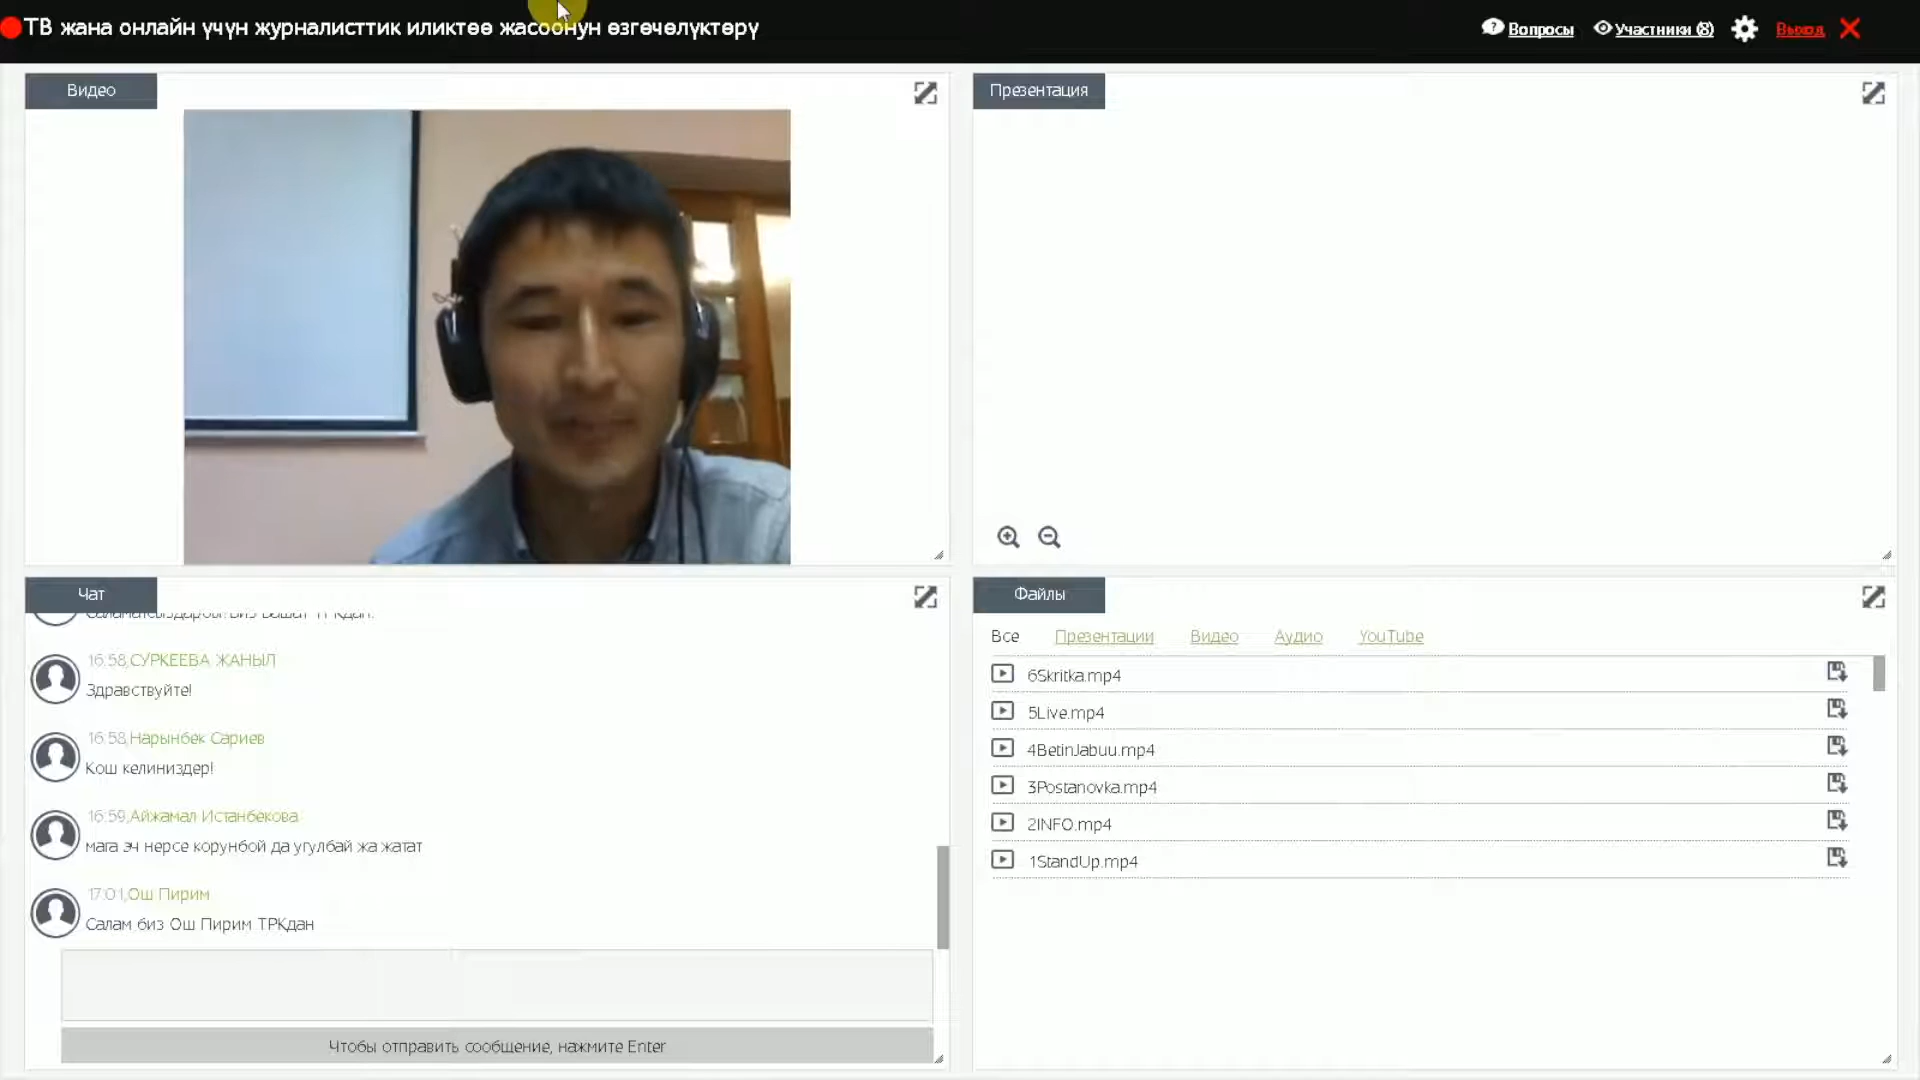 ТВ жана онлайн үчүн журналисттик иликтөө жасоонун өзгөчөлүктөрү
Вопросы
Участники (8)
Выход
Видео
Презентация
Чат
16:58,СУРКЕЕВА ЖАНЫЛ
Здравствуйте!
16:58,Нарынбек Сариев
Кош келиниздер!
16:59,Айжамал Истанбекова
мага эч нерсе корунбой да угулбай жа жатат
17:01,Ош Пирим
Салам биз Ош Пирим ТРКдан
Чтобы отправить сообщение, нажмите Enter
Файлы
Все Презентации Видео Аудио YouTube
6Skritka.mp4
5Live.mp4
4BetinJabuu.mp4
3Postanovka.mp4
2INFO.mp4
1StandUp.mp4